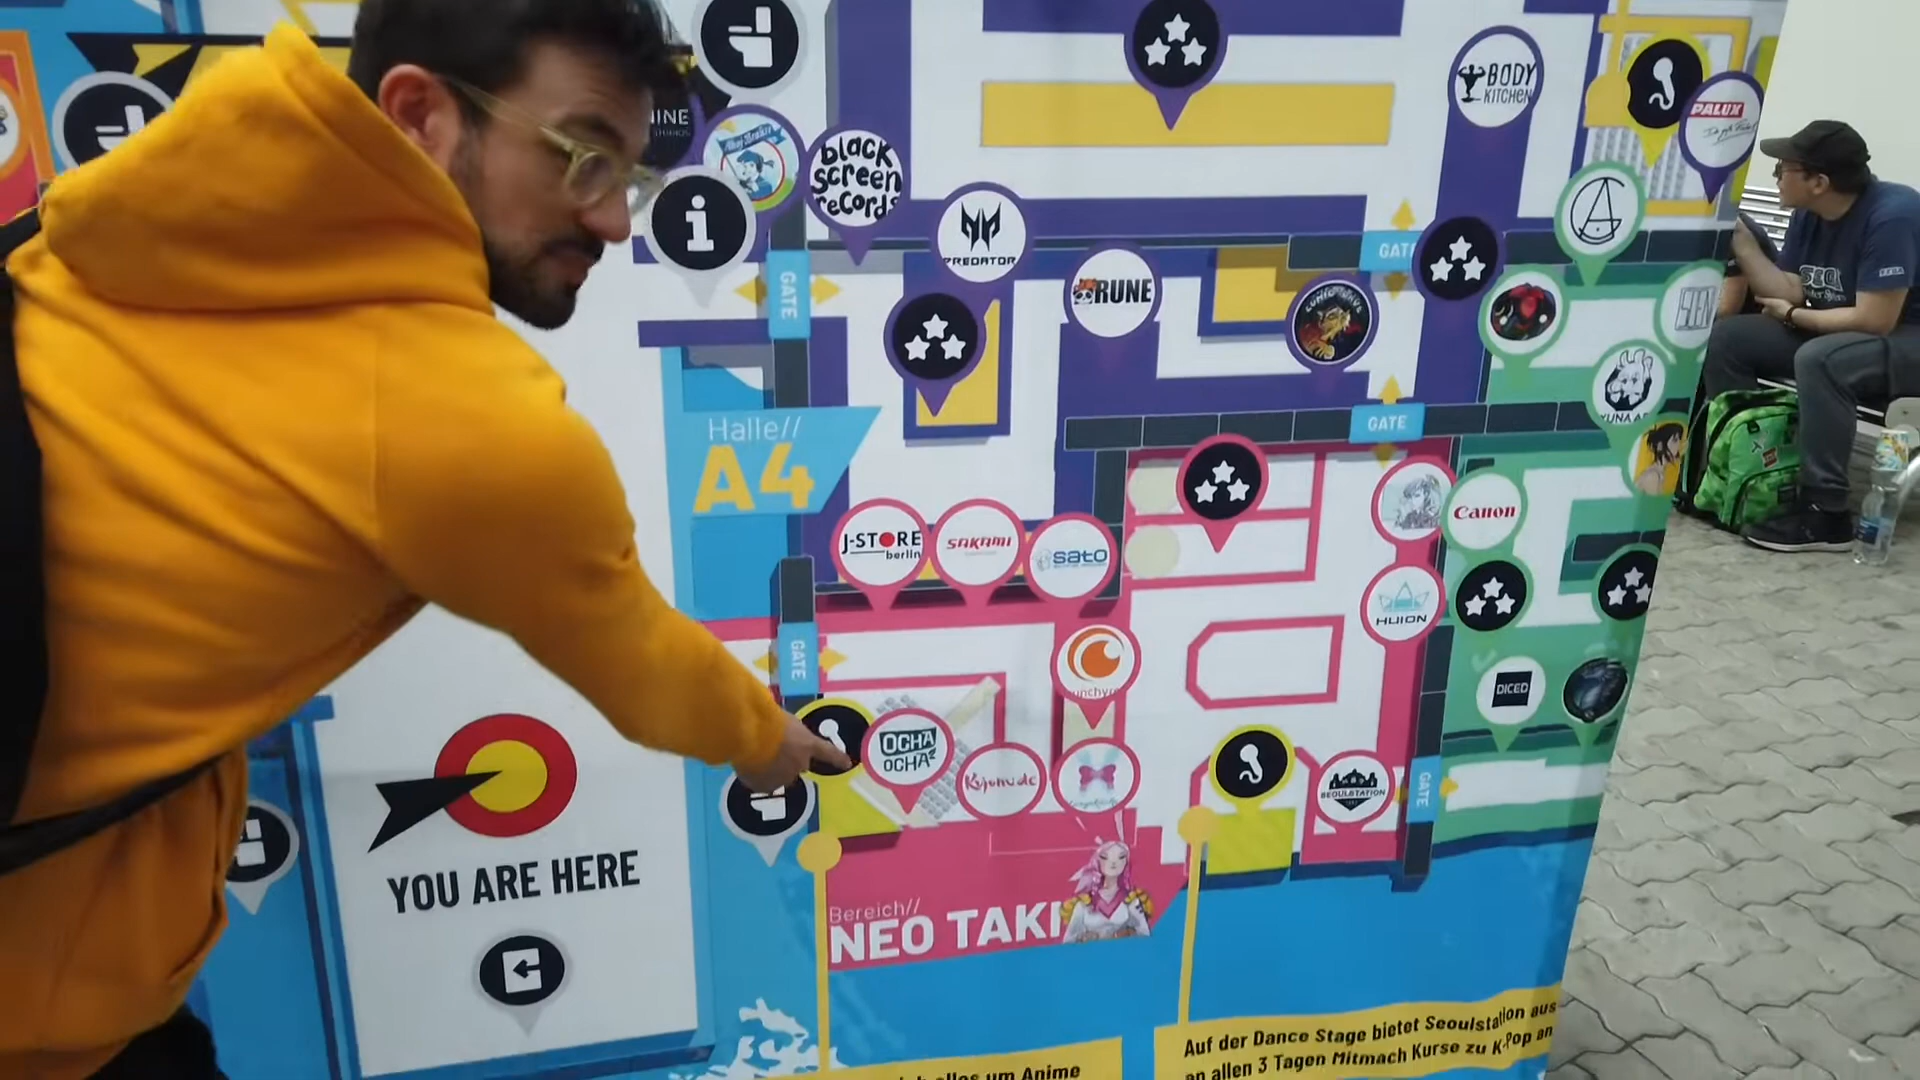 BODY
KITCHEN
PALUX
black
screen
records
PREDATOR
RUNE
GATE
GATE
GATE
Halle//
A4
J-STORE
berlin
SAKAMI
sato
Canon
HUION
GATE
DICED
OCHA
OCHA
SEOULSTATION
GATE
YOU ARE HERE
Bereich//
NEO TAKI
alles um Anime
Auf der Dance Stage bietet Seoulstation aus
an allen 3 Tagen Mitmach Kurse zu K-Pop an
SEGA